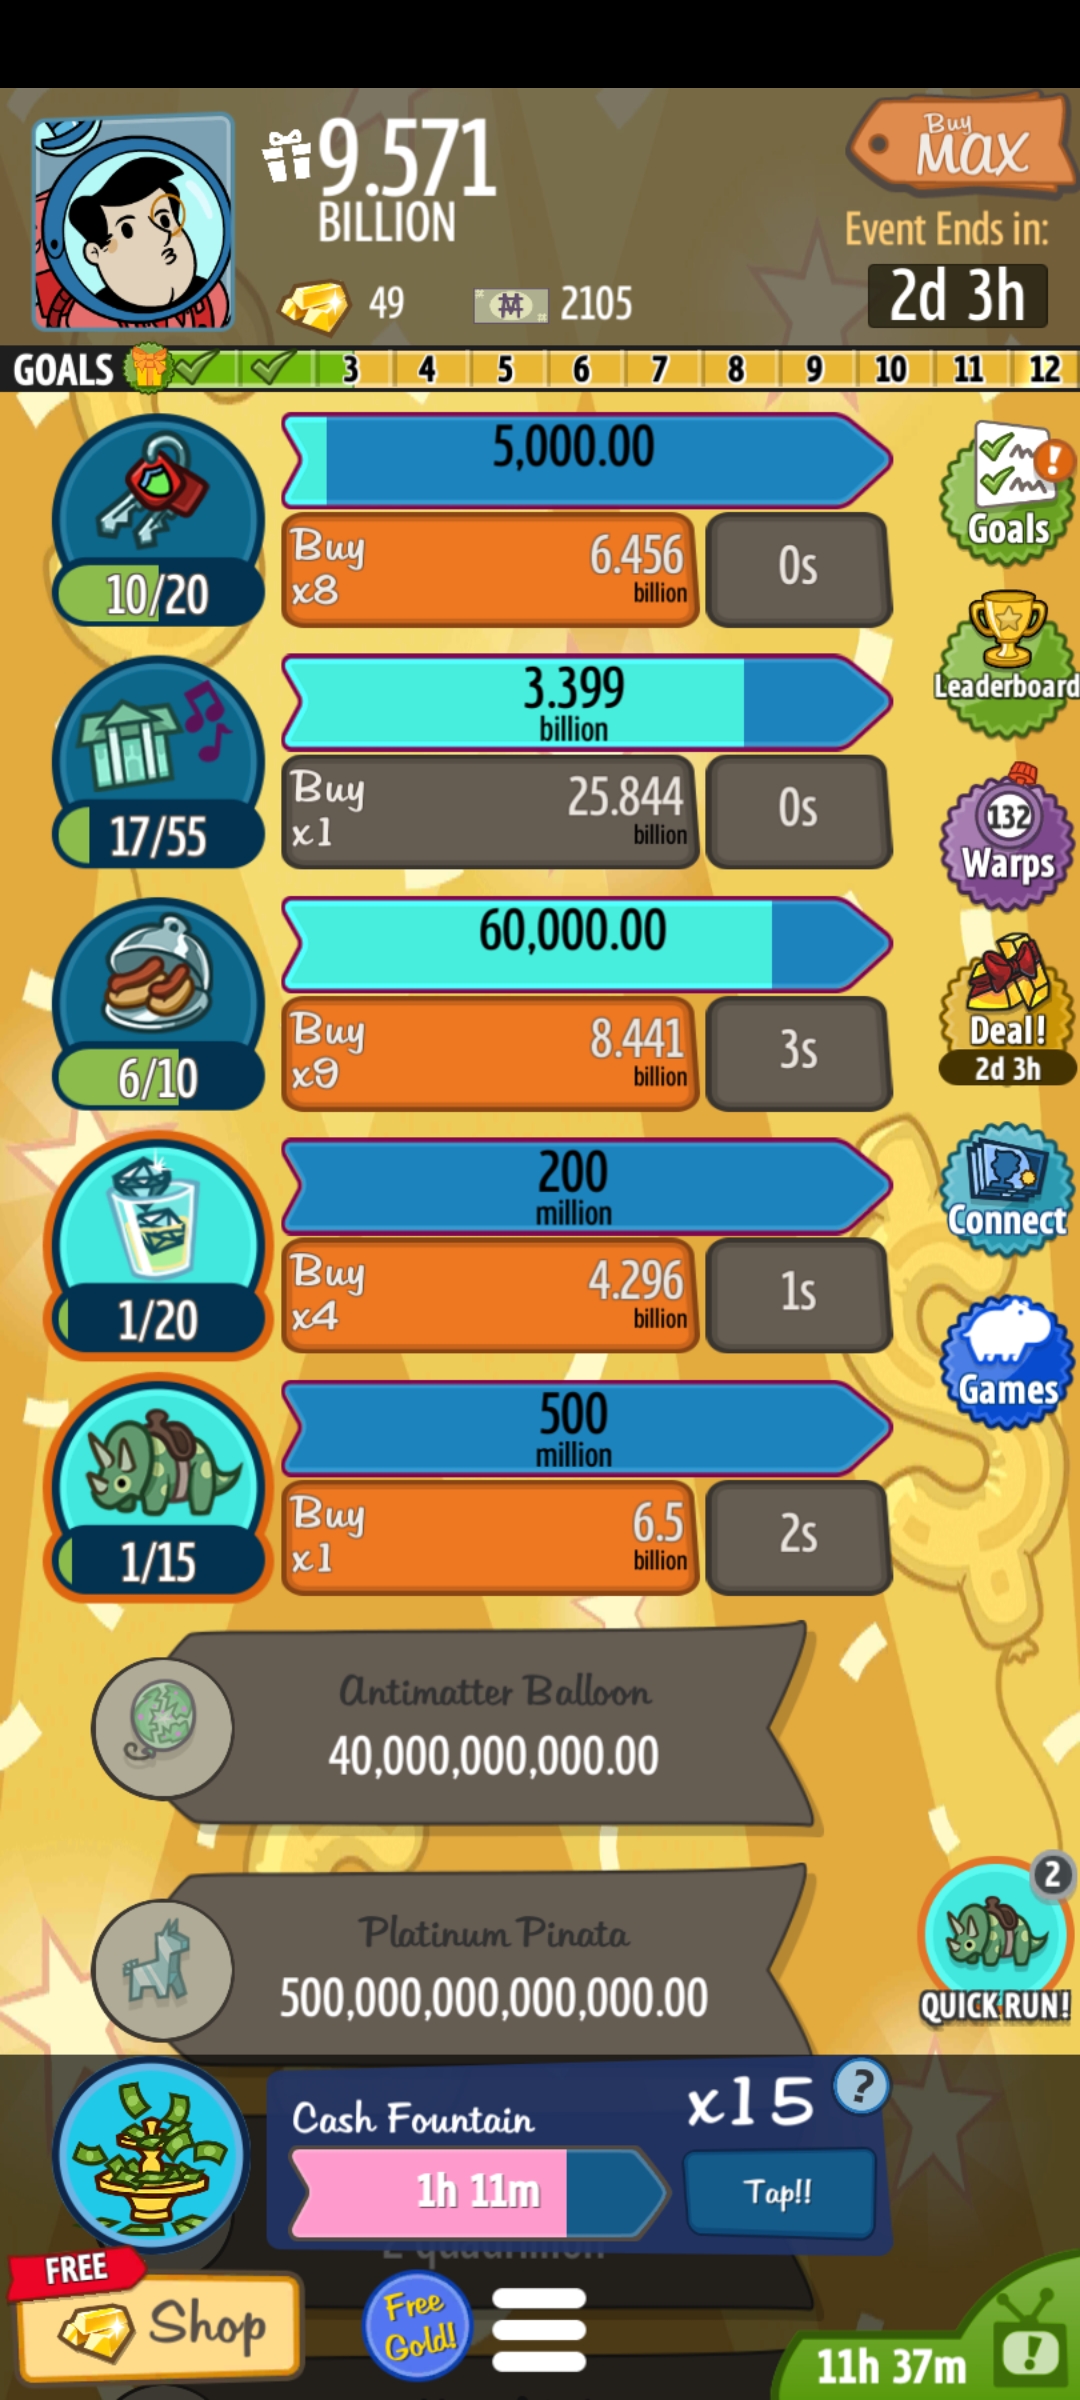 9.571
BILLION
Buy
MAX
Event Ends in:
2d 3h
49
2105
GOALS
3 4 5 6 7 8 9 10 11 12
5,000.00
Buy
x8
6.456
billion
0s
10/20
Goals
3.399
billion
Buy
x1
25.844
billion
0s
17/55
Leaderboard
132
Warps
60,000.00
Buy
x9
8.441
billion
3s
6/10
Deal!
2d 3h
200
million
Buy
x4
4.296
billion
1s
1/20
Connect
500
million
Buy
x1
6.5
billion
2s
1/15
Games
Antimatter Balloon
40,000,000,000.00
Platinum Pinata
500,000,000,000,000.00
2
QUICK RUN!
Cash Fountain
x15
?
1h 11m
Tap!!
2 quadrillion
FREE
Shop
Free
Gold!
11h 37m
!